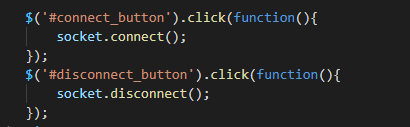 $('#connect_button').click(function(){
    socket.connect();
});
$('#disconnect_button').click(function(){
    socket.disconnect();
});